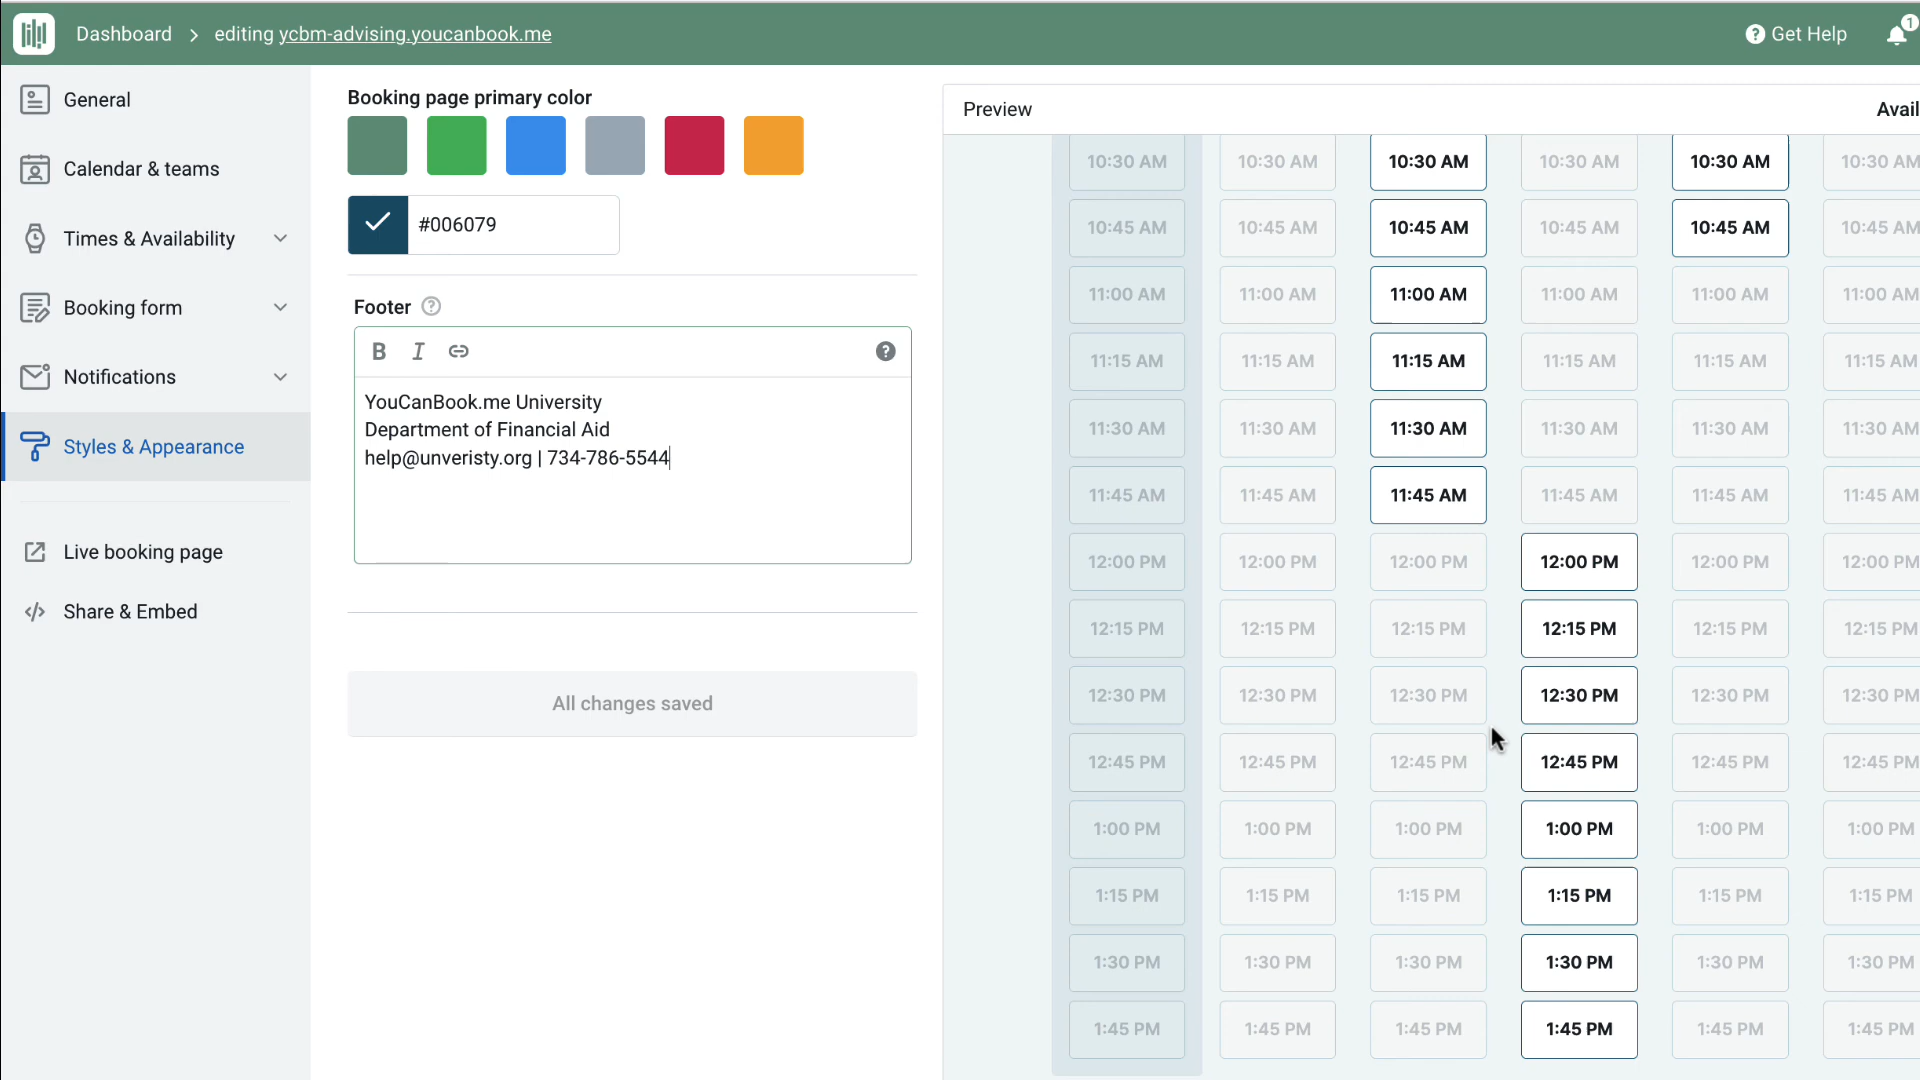 Dashboard > editing ycbm-advising.youcanbook.me
Get Help
1
General
Calendar & teams
Times & Availability
Booking form
Notifications
Styles & Appearance
Live booking page
Share & Embed
Booking page primary color
#006079
Footer
B I
YouCanBook.me University
Department of Financial Aid
help@unveristy.org | 734-786-5544
All changes saved
Preview
Avail
10:30 AM 10:30 AM 10:30 AM 10:30 AM 10:30 AM 10:30 AM
10:45 AM 10:45 AM 10:45 AM 10:45 AM 10:45 AM 10:45 AM
11:00 AM 11:00 AM 11:00 AM 11:00 AM 11:00 AM 11:00 AM
11:15 AM 11:15 AM 11:15 AM 11:15 AM 11:15 AM 11:15 AM
11:30 AM 11:30 AM 11:30 AM 11:30 AM 11:30 AM 11:30 AM
11:45 AM 11:45 AM 11:45 AM 11:45 AM 11:45 AM 11:45 AM
12:00 PM 12:00 PM 12:00 PM 12:00 PM 12:00 PM 12:00 PM
12:15 PM 12:15 PM 12:15 PM 12:15 PM 12:15 PM 12:15 PM
12:30 PM 12:30 PM 12:30 PM 12:30 PM 12:30 PM 12:30 PM
12:45 PM 12:45 PM 12:45 PM 12:45 PM 12:45 PM 12:45 PM
1:00 PM 1:00 PM 1:00 PM 1:00 PM 1:00 PM 1:00 PM
1:15 PM 1:15 PM 1:15 PM 1:15 PM 1:15 PM 1:15 PM
1:30 PM 1:30 PM 1:30 PM 1:30 PM 1:30 PM 1:30 PM
1:45 PM 1:45 PM 1:45 PM 1:45 PM 1:45 PM 1:45 PM